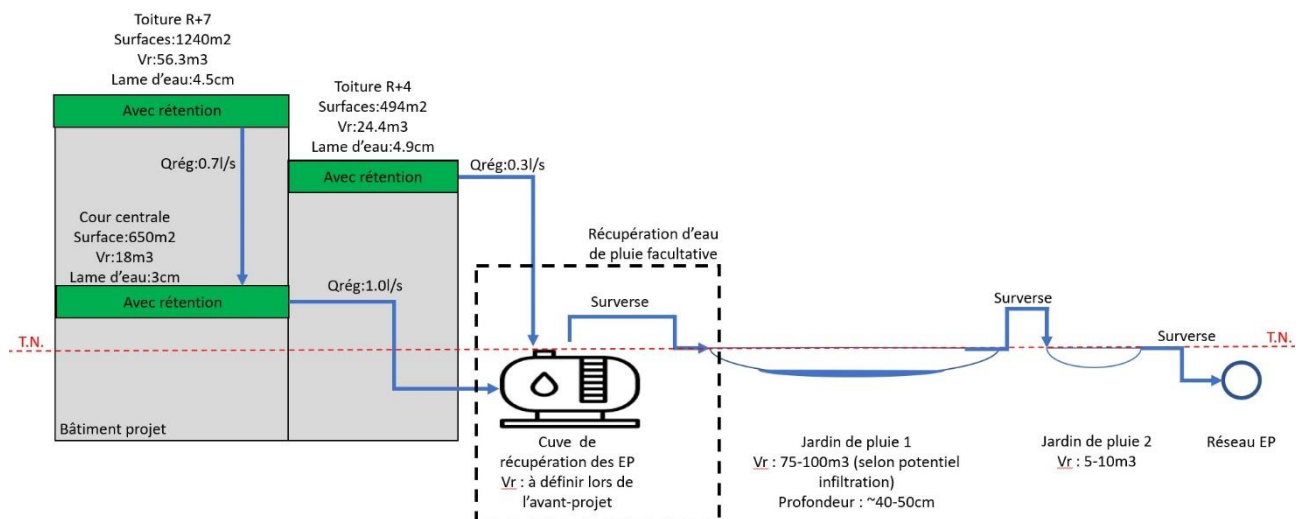 Toiture R+7
Surfaces:1240m2
Vr:56.3m3
Lame d'eau:4.5cm
Avec rétention
Toiture R+4
Surfaces:494m2
Vr:24.4m3
Lame d'eau:4.9cm
Avec rétention
Qrég:0.7l/s
Qrég:0.3l/s
Cour centrale
Surface:650m2
Vr:18m3
Lame d'eau:3cm
Avec rétention
Qrég:1.0l/s
Récupération d'eau
de pluie facultative
Surverse
Surverse
Surverse
T.N.
T.N.
Bâtiment projet
Cuve de
récupération des EP
Vr : à définir lors de
l'avant-projet
Jardin de pluie 1
Vr : 75-100m3 (selon potentiel
infiltration)
Profondeur : ~40-50cm
Jardin de pluie 2
Vr : 5-10m3
Réseau EP